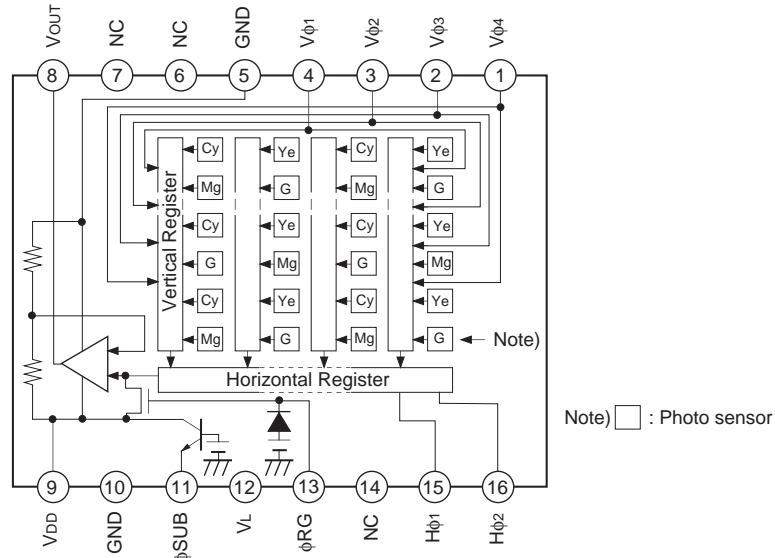 VOUT NC NC GND Vφ1 Vφ2 Vφ3 Vφ4
8 7 6 5 4 3 2 1
Vertical Register
Cy Ye Cy Ye
Mg G Mg G
Cy Ye Cy Ye
G Mg G Mg
Cy Ye Cy Ye
Mg G Mg G Note)
Horizontal Register
Note) : Photo sensor
9 10 11 12 13 14 15 16
VDD GND φSUB VL φRG NC Hφ1 Hφ2